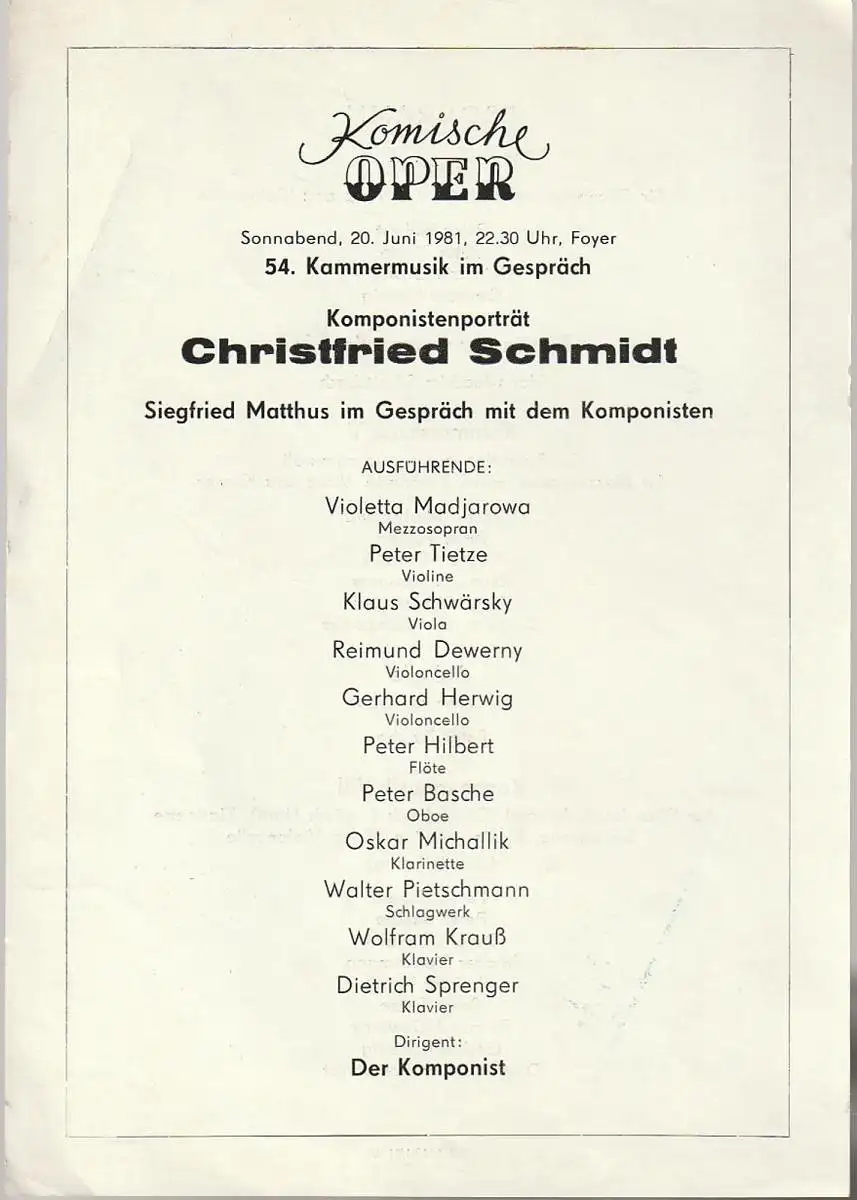 Komische
OPER
Sonnabend, 20. Juni 1981, 22.30 Uhr, Foyer
54. Kammermusik im Gespräch
Komponistenporträt
Christfried Schmidt
Siegfried Matthus im Gespräch mit dem Komponisten
AUSFÜHRENDE:
Violetta Madjarowa
Mezzosopran
Peter Tietze
Violine
Klaus Schwärsky
Viola
Reimund Dewerny
Violoncello
Gerhard Herwig
Violoncello
Peter Hilbert
Flöte
Peter Basche
Oboe
Oskar Michallik
Klarinette
Walter Pietschmann
Schlagwerk
Wolfram Krauß
Klavier
Dietrich Sprenger
Klavier
Dirigent:
Der Komponist